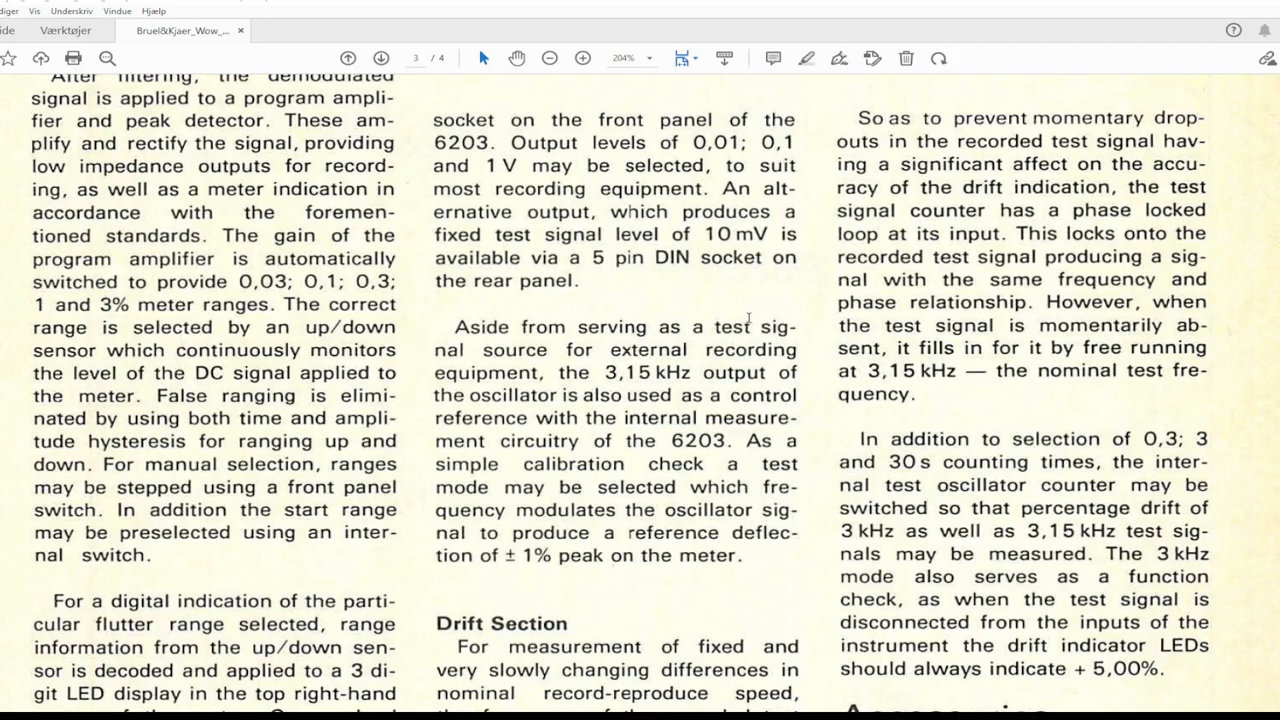 diger Vis Underskriv Vindue Hjælp
ide Værktøjer Bruel&Kjaer_Wow_...
3 / 4 204%
After filtering, the demodulated
signal is applied to a program ampli-
fier and peak detector. These am-
plify and rectify the signal, providing
low impedance outputs for record-
ing, as well as a meter indication in
accordance with the foremen-
tioned standards. The gain of the
program amplifier is automatically
switched to provide 0,03; 0,1; 0,3;
1 and 3% meter ranges. The correct
range is selected by an up/down
sensor which continuously monitors
the level of the DC signal applied to
the meter. False ranging is elimi-
nated by using both time and ampli-
tude hysteresis for ranging up and
down. For manual selection, ranges
may be stepped using a front panel
switch. In addition the start range
may be preselected using an inter-
nal switch.
For a digital indication of the parti-
cular flutter range selected, range
information from the up/down sen-
sor is decoded and applied to a 3 di-
git LED display in the top right-hand
socket on the front panel of the
6203. Output levels of 0,01; 0,1
and 1 V may be selected, to suit
most recording equipment. An alt-
ernative output, which produces a
fixed test signal level of 10 mV is
available via a 5 pin DIN socket on
the rear panel.
Aside from serving as a test sig-
nal source for external recording
equipment, the 3,15 kHz output of
the oscillator is also used as a control
reference with the internal measure-
ment circuitry of the 6203. As a
simple calibration check a test
mode may be selected which fre-
quency modulates the oscillator sig-
nal to produce a reference deflec-
tion of ± 1% peak on the meter.
Drift Section
For measurement of fixed and
very slowly changing differences in
nominal record-reproduce speed,
So as to prevent momentary drop-
outs in the recorded test signal hav-
ing a significant affect on the accu-
racy of the drift indication, the test
signal counter has a phase locked
loop at its input. This locks onto the
recorded test signal producing a sig-
nal with the same frequency and
phase relationship. However, when
the test signal is momentarily ab-
sent, it fills in for it by free running
at 3,15 kHz — the nominal test fre-
quency.
In addition to selection of 0,3; 3
and 30 s counting times, the inter-
nal test oscillator counter may be
switched so that percentage drift of
3 kHz as well as 3,15 kHz test sig-
nals may be measured. The 3 kHz
mode also serves as a function
check, as when the test signal is
disconnected from the inputs of the
instrument the drift indicator LEDs
should always indicate + 5,00%.